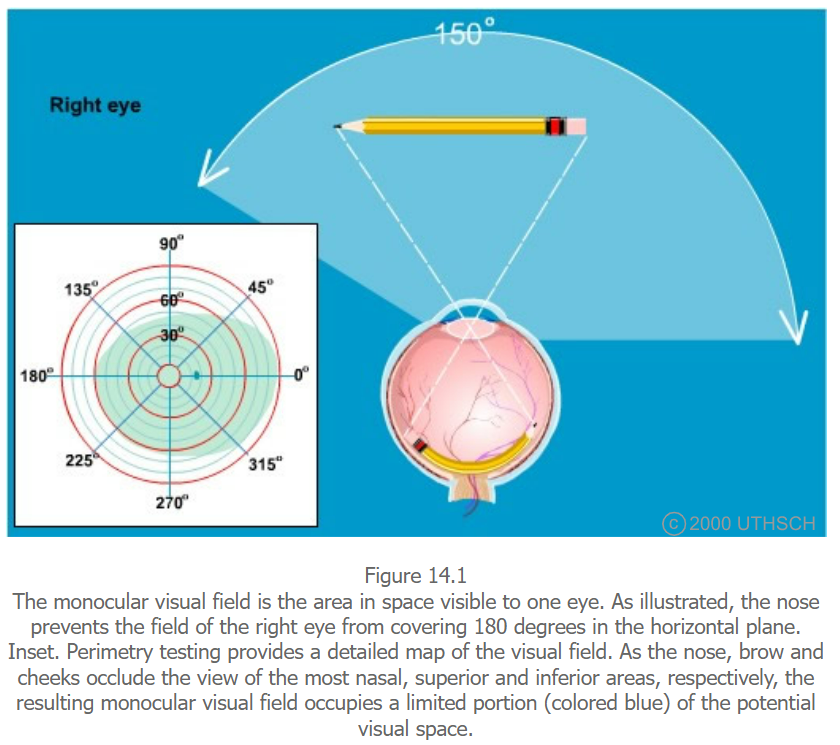 150°
Right eye
90°
135°
60°
45°
30°
180°
0°
225°
315°
270°
© 2000 UTHSCH
Figure 14.1
The monocular visual field is the area in space visible to one eye. As illustrated, the nose
prevents the field of the right eye from covering 180 degrees in the horizontal plane.
Inset. Perimetry testing provides a detailed map of the visual field. As the nose, brow and
cheeks occlude the view of the most nasal, superior and inferior areas, respectively, the
resulting monocular visual field occupies a limited portion (colored blue) of the potential
visual space.